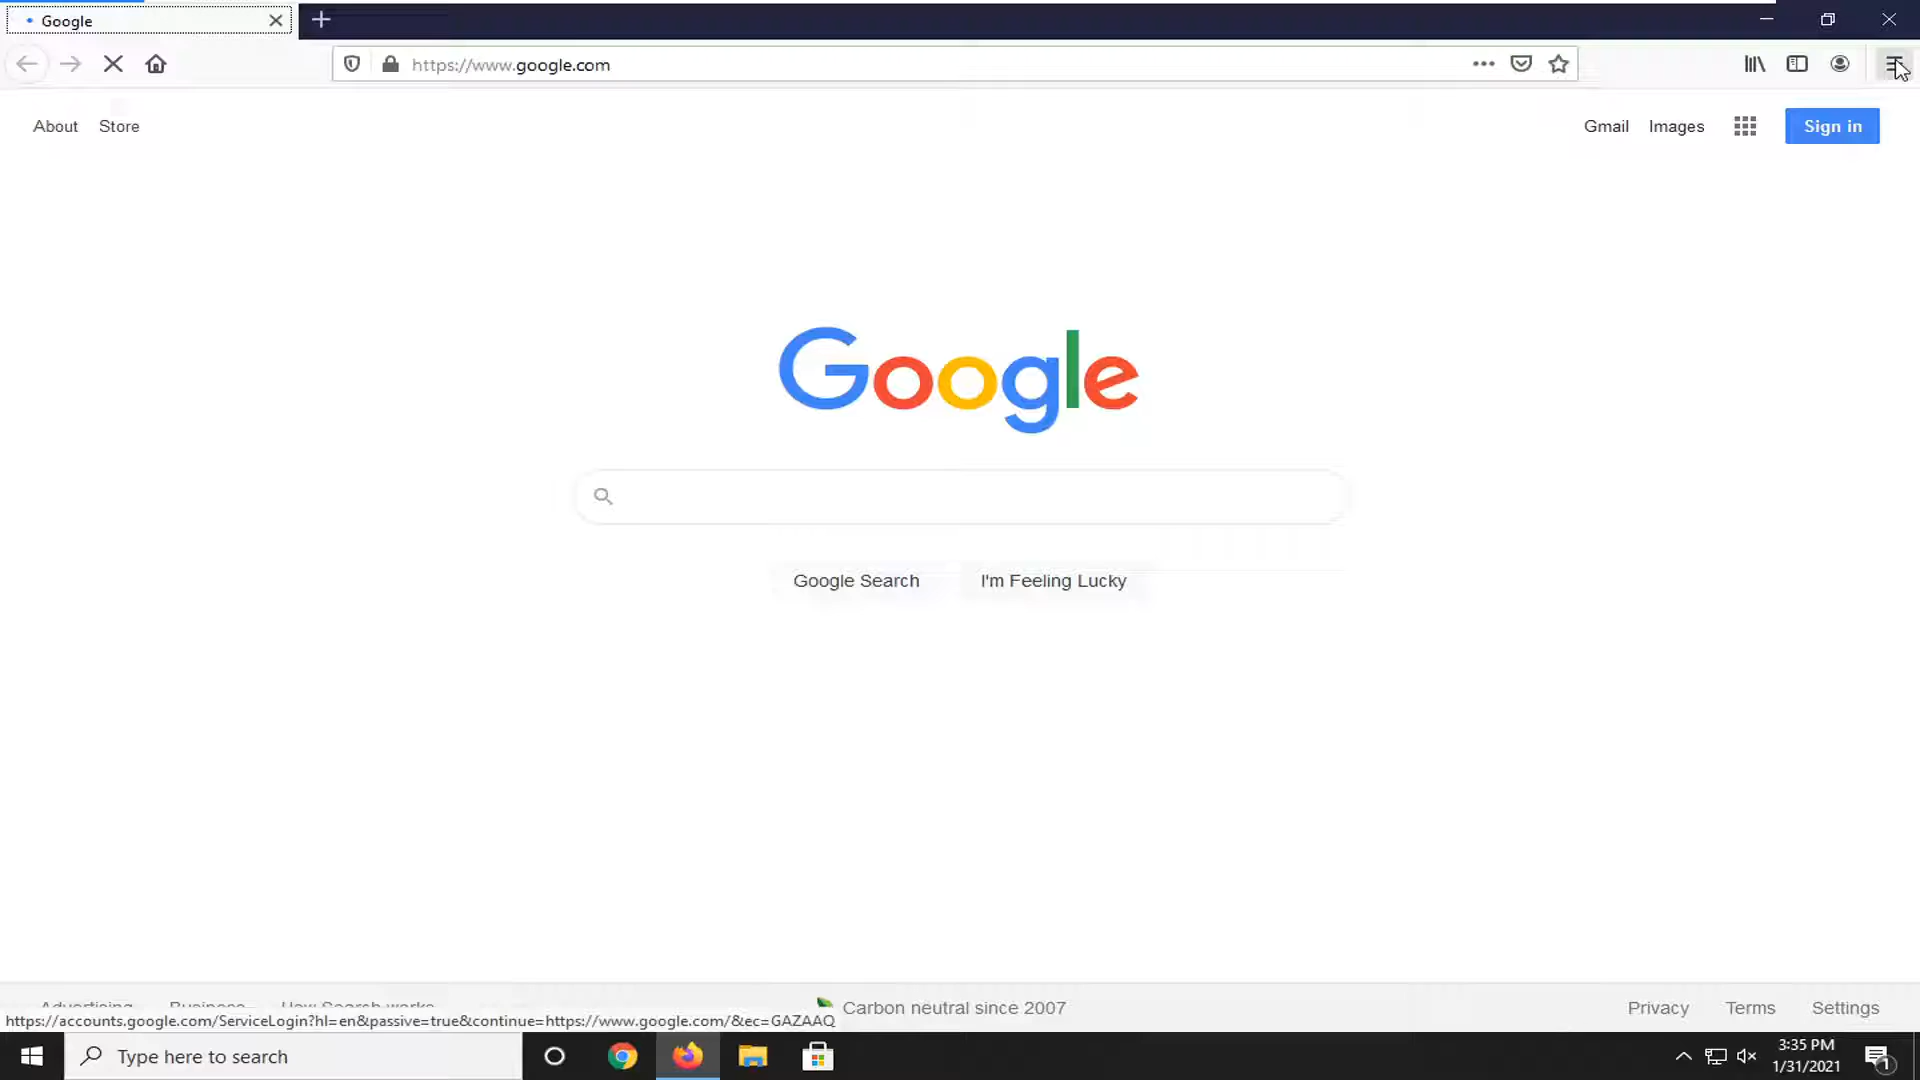 Google
https://www.google.com
About Store
Gmail Images Sign in
Google
Google Search I'm Feeling Lucky
Advertising Business How Search works
Carbon neutral since 2007
Privacy Terms Settings
https://accounts.google.com/ServiceLogin?hl=en&passive=true&continue=https://www.google.com/&ec=GAZAAQ
Type here to search
3:35 PM
1/31/2021
1